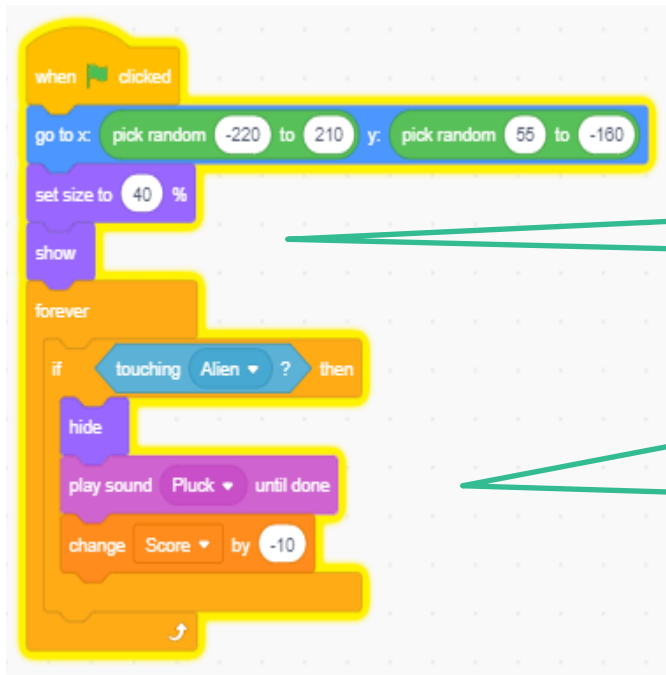 when clicked
go to x: pick random -220 to 210 y: pick random 55 to -160
set size to 40 %
show
forever
if touching Alien ? then
hide
play sound Pluck until done
change Score by -10